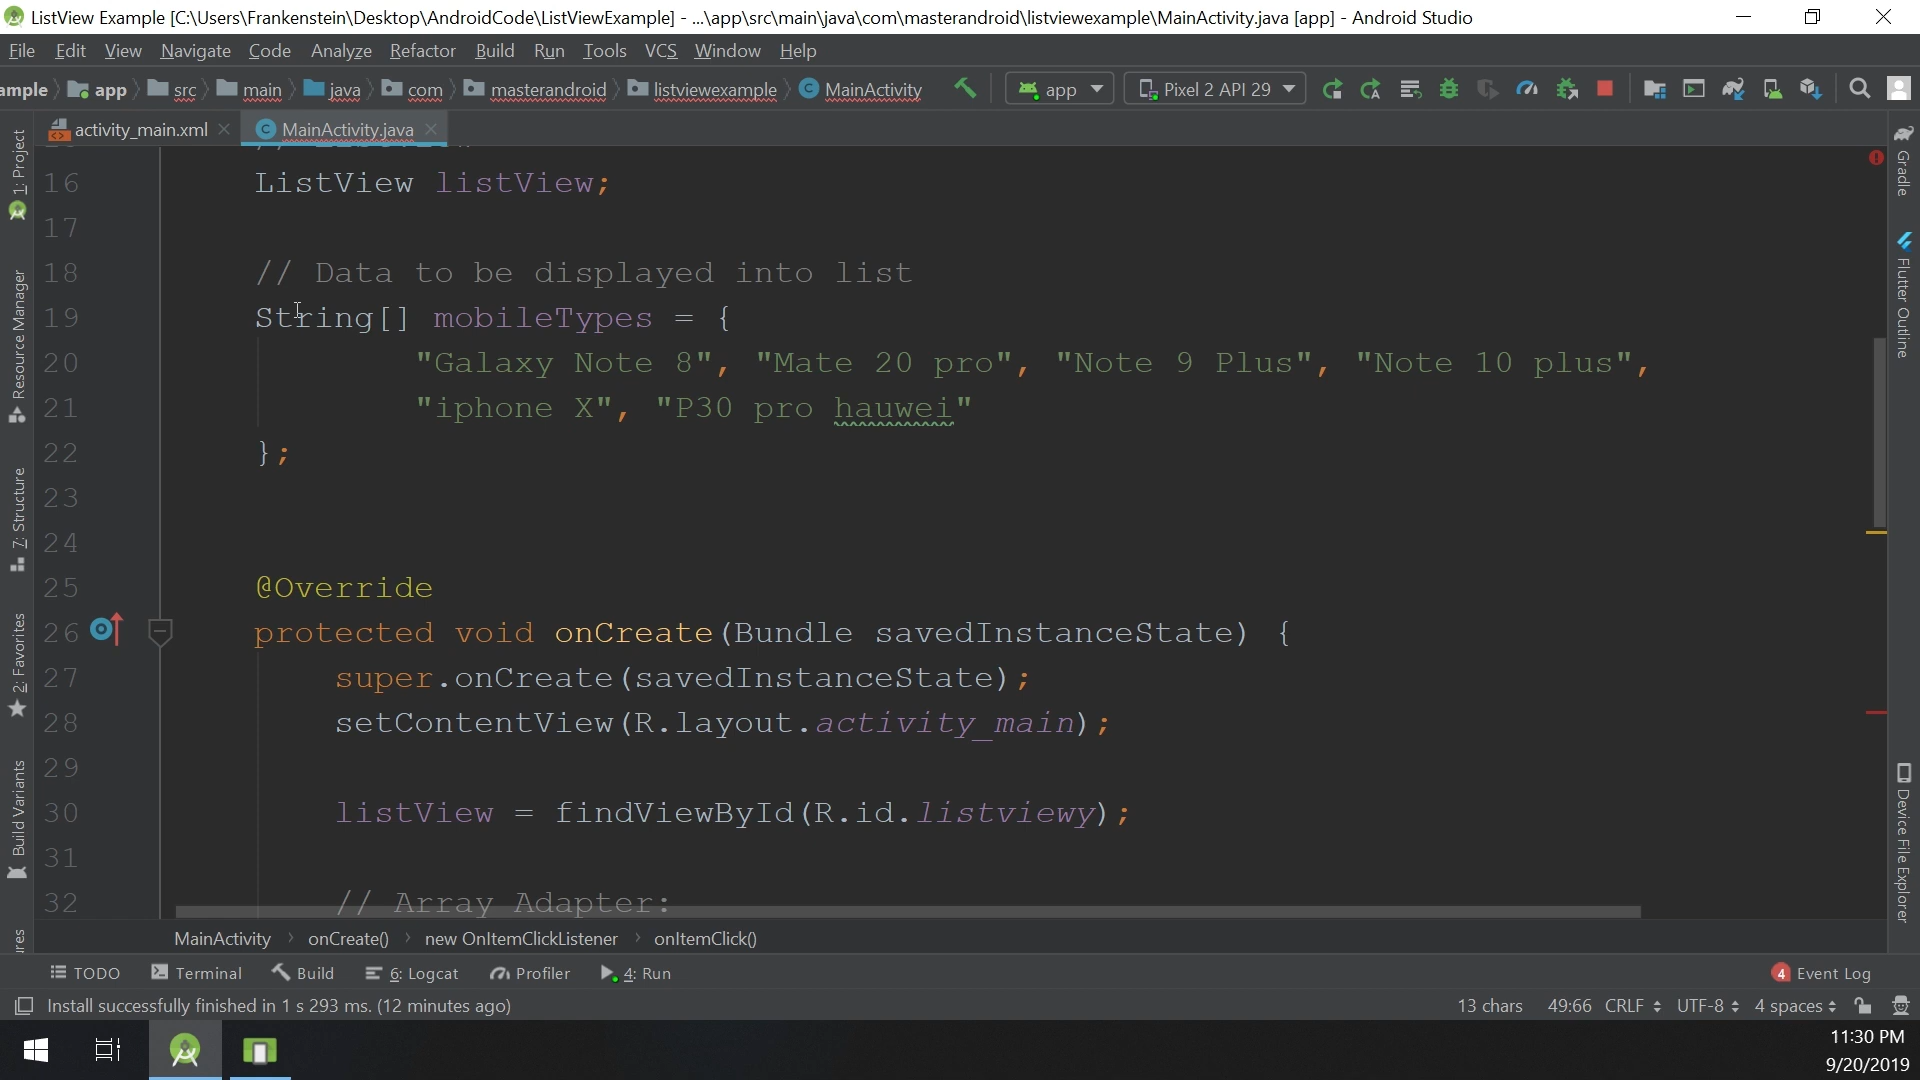 ListView Example [C:\Users\Frankenstein\Desktop\AndroidCode\ListViewExample] - ...\app\src\main\java\com\masterandroid\listviewexample\MainActivity.java [app] - Android Studio
File Edit View Navigate Code Analyze Refactor Build Run Tools VCS Window Help
ample app src main java com masterandroid listviewexample MainActivity app Pixel 2 API 29
activity_main.xml MainActivity.java
1: Project
Resource Manager
7: Structure
2: Favorites
Build Variants
16 ListView listView;
17
18 // Data to be displayed into list
19 String[] mobileTypes = {
20 "Galaxy Note 8", "Mate 20 pro", "Note 9 Plus", "Note 10 plus",
21 "iphone X", "P30 pro hauwei"
22 };
23
24
25 @Override
26 protected void onCreate(Bundle savedInstanceState) {
27 super.onCreate(savedInstanceState);
28 setContentView(R.layout.activity_main);
29
30 listView = findViewById(R.id.listviewy);
31
32 // Array Adapter:
Gradle
Flutter Outline
Device File Explorer
MainActivity onCreate() new OnItemClickListener onItemClick()
TODO Terminal Build 6: Logcat Profiler 4: Run 4 Event Log
Install successfully finished in 1 s 293 ms. (12 minutes ago) 13 chars 49:66 CRLF UTF-8 4 spaces
11:30 PM
9/20/2019